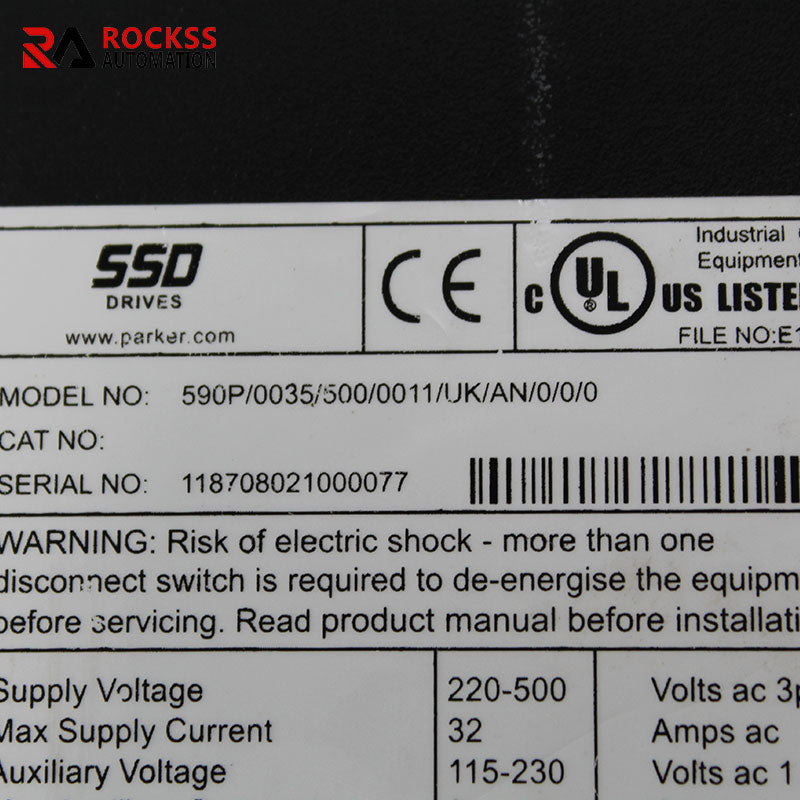 RA ROCKSS
AUTOMATION
SSD
DRIVES
www.parker.com
CE
C UL ® US LISTE
Industrial
Equipment
FILE NO:E1
MODEL NO: 590P/0035/500/0011/UK/AN/0/0/0
CAT NO:
SERIAL NO: 118708021000077
WARNING: Risk of electric shock - more than one
disconnect switch is required to de-energise the equipm
before servicing. Read product manual before installati
Supply Voltage 220-500 Volts ac 3p
Max Supply Current 32 Amps ac
Auxiliary Voltage 115-230 Volts ac 1